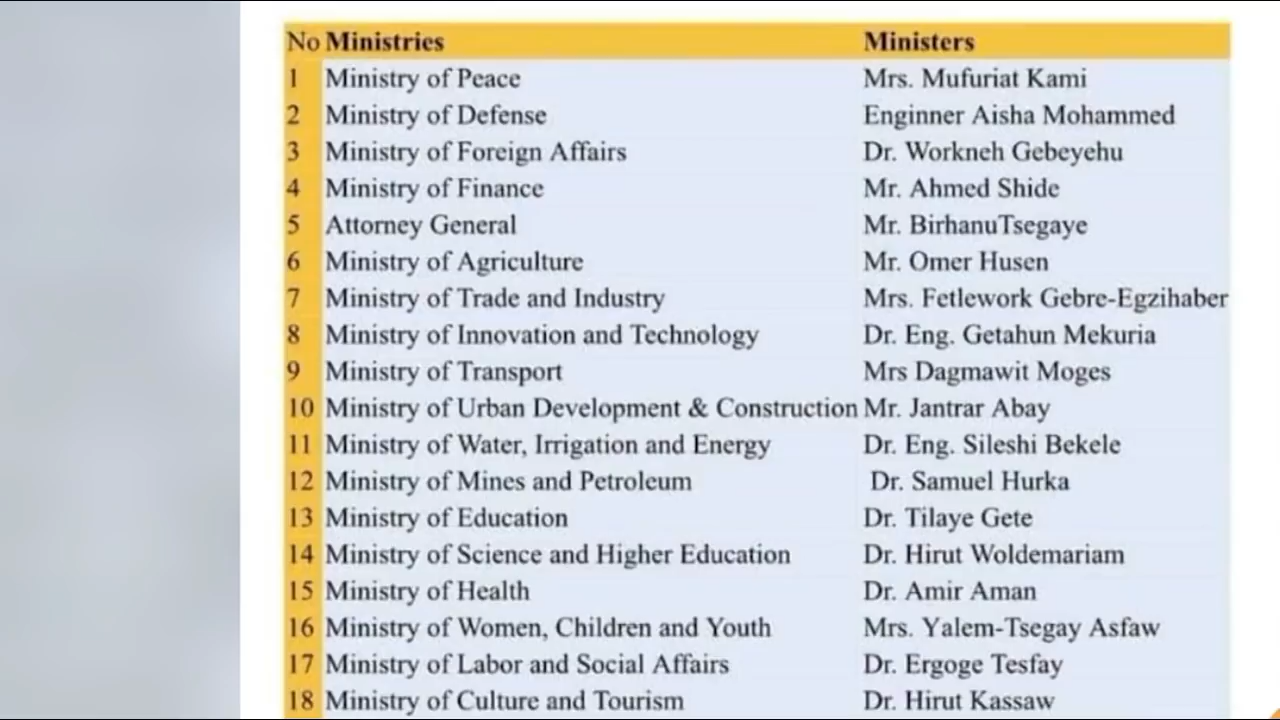 No Ministries Ministers
1 Ministry of Peace Mrs. Mufuriat Kami
2 Ministry of Defense Enginner Aisha Mohammed
3 Ministry of Foreign Affairs Dr. Workneh Gebeyehu
4 Ministry of Finance Mr. Ahmed Shide
5 Attorney General Mr. BirhanuTsegaye
6 Ministry of Agriculture Mr. Omer Husen
7 Ministry of Trade and Industry Mrs. Fetlework Gebre-Egzihaber
8 Ministry of Innovation and Technology Dr. Eng. Getahun Mekuria
9 Ministry of Transport Mrs Dagmawit Moges
10 Ministry of Urban Development & Construction Mr. Jantrar Abay
11 Ministry of Water, Irrigation and Energy Dr. Eng. Sileshi Bekele
12 Ministry of Mines and Petroleum Dr. Samuel Hurka
13 Ministry of Education Dr. Tilaye Gete
14 Ministry of Science and Higher Education Dr. Hirut Woldemariam
15 Ministry of Health Dr. Amir Aman
16 Ministry of Women, Children and Youth Mrs. Yalem-Tsegay Asfaw
17 Ministry of Labor and Social Affairs Dr. Ergoge Tesfay
18 Ministry of Culture and Tourism Dr. Hirut Kassaw